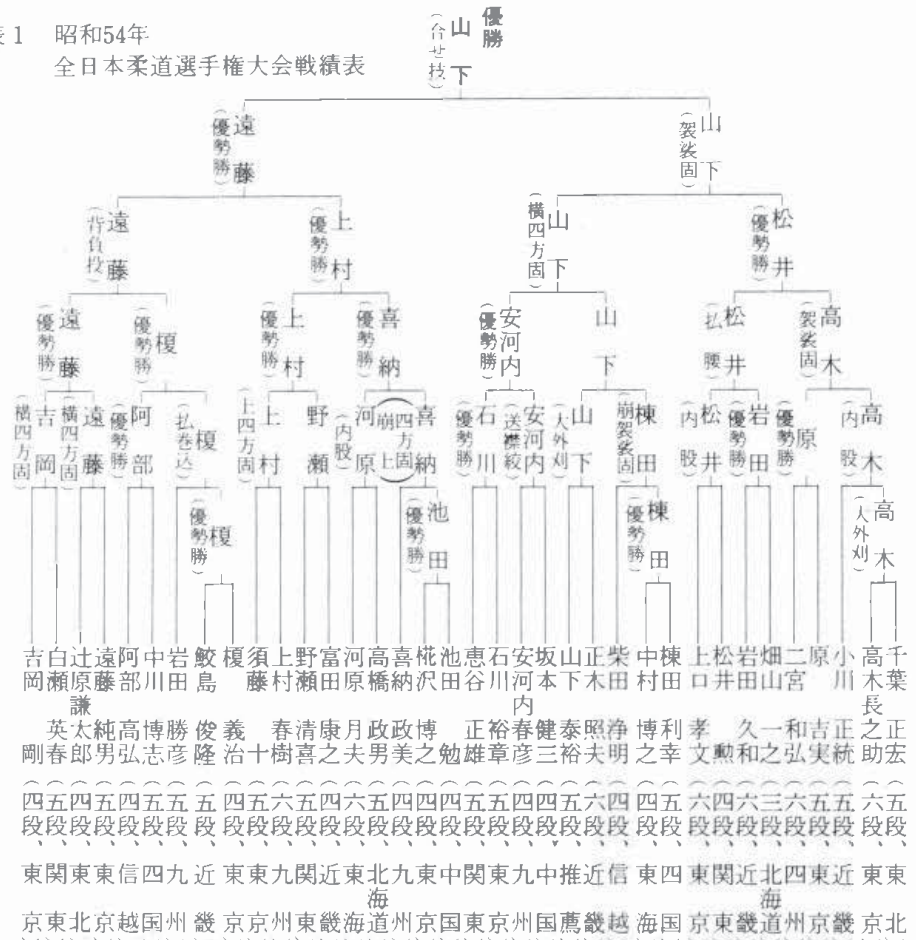 表1 昭和54年
全日本柔道選手権大会戦績表
優勝
山下
(合せ技)
遠藤
(優勢勝)
山下
(袈裟固)
遠藤
(背負投)
上村
(優勢勝)
山下
(横四方固)
松井
(優勢勝)
遠藤
(優勢勝)
榎
(優勢勝)
上村
(優勢勝)
喜納
(優勢勝)
安河内
(優勢勝)
山下
松井
(払腰)
高木
(袈裟固)
吉岡
(横四方固)
遠藤
(横四方固)
阿部
(優勢勝)
榎
(払巻込)
上村
(上四方固)
野瀬
河原
(内股)
喜納
(崩上四方固)
石川
(優勢勝)
安河内
(送襟絞)
山下
(大外刈)
棟田
(崩袈裟固)
松井
(内股)
岩田
(優勢勝)
原
(優勢勝)
高木
(内股)
榎
(優勢勝)
池田
(優勢勝)
棟田
(優勢勝)
高木
(大外刈)
吉岡剛(四段、東京
白瀬英春(五段、関東
辻原謙太郎(四段、東北
遠藤純男(五段、東京
阿部高弘(四段、信越
中川博志(五段、四国
岩田勝彦(五段、九州
鮫島俊隆(五段、近畿
榎義治(四段、東京
須藤十(五段、東京
上村春樹(六段、九州
野瀬清喜(五段、関東
富田康之(四段、近畿
河原月夫(六段、東海
高橋政男(五段、北海道
喜納政美(四段、九州
椛沢博之(四段、東京
池田勉(四段、中国
恵谷正雄(五段、関東
石川裕章(五段、東京
安河内春彦(四段、九州
坂本健三(四段、中国
山下泰裕(五段、推薦
正木照夫(六段、近畿
柴田浄明(四段、信越
中村博之(四段、東海
棟田利幸(五段、四国
上口孝文(六段、東京
松井勲(四段、関東
岩田久和(六段、近畿
畑山一之(三段、北海道
二宮和弘(六段、州
原吉実(五段、東京
小川正統(五段、近畿
高木長之助(六段、東京
千葉正宏(五段、東北